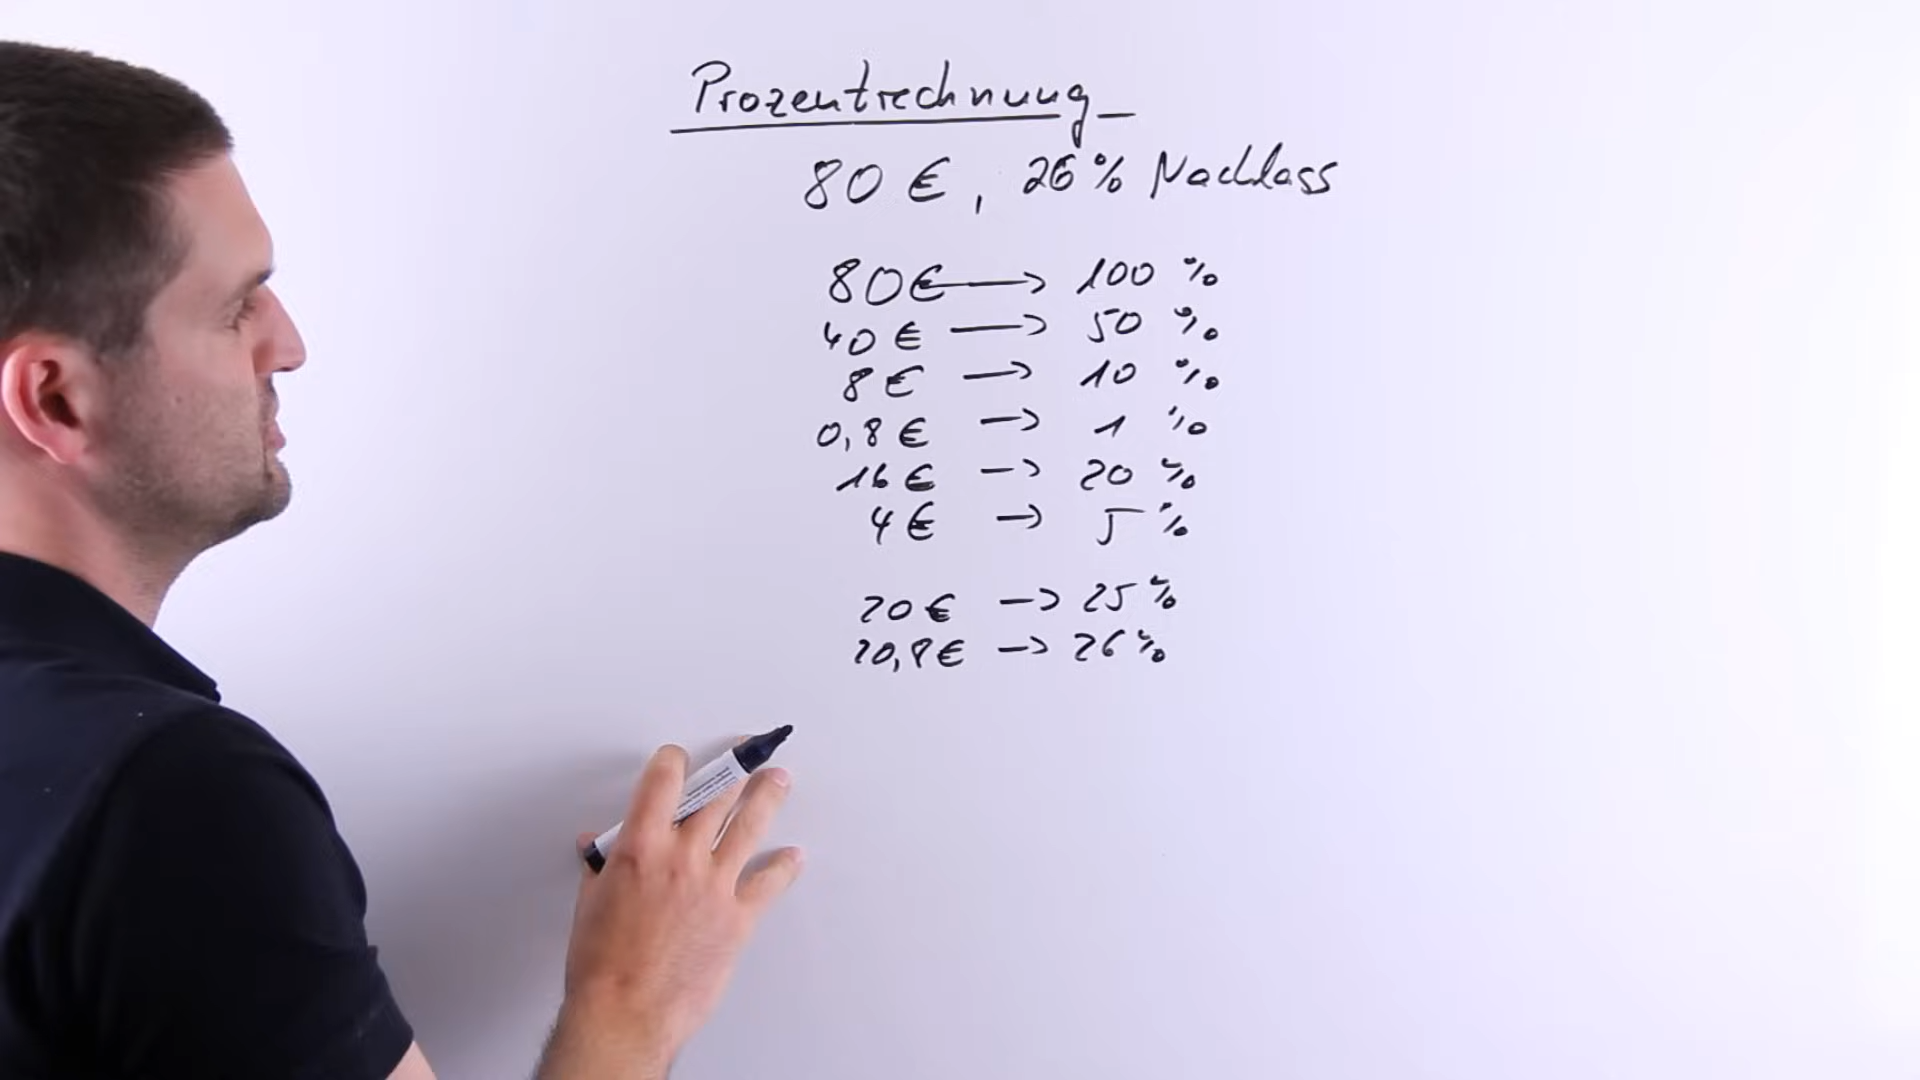 Prozentrechnung
80 €, 26 % Nachlass
80 € → 100 %
40 € → 50 %
8 € → 10 %
0,8 € → 1 %
16 € → 20 %
4 € → 5 %
20 € → 25 %
20,8 € → 26 %